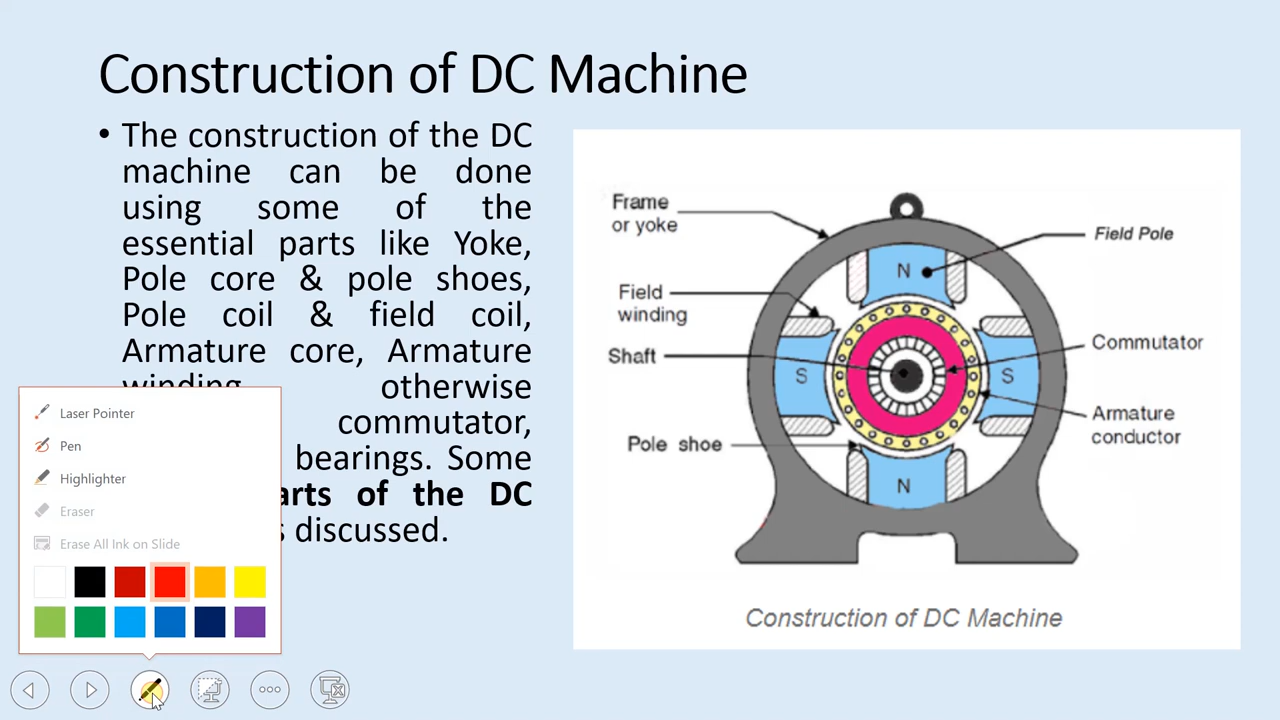 Construction of DC Machine
• The construction of the DC
machine can be done
using some of the
essential parts like Yoke,
Pole core & pole shoes,
Pole coil & field coil,
Armature core, Armature
winding otherwise
commutator,
bearings. Some
arts of the DC
s discussed.
Laser Pointer
Pen
Highlighter
Eraser
Erase All Ink on Slide
Frame
or yoke
Field Pole
N
Field
winding
Commutator
Shaft
S
S
Armature
conductor
Pole shoe
N
Construction of DC Machine